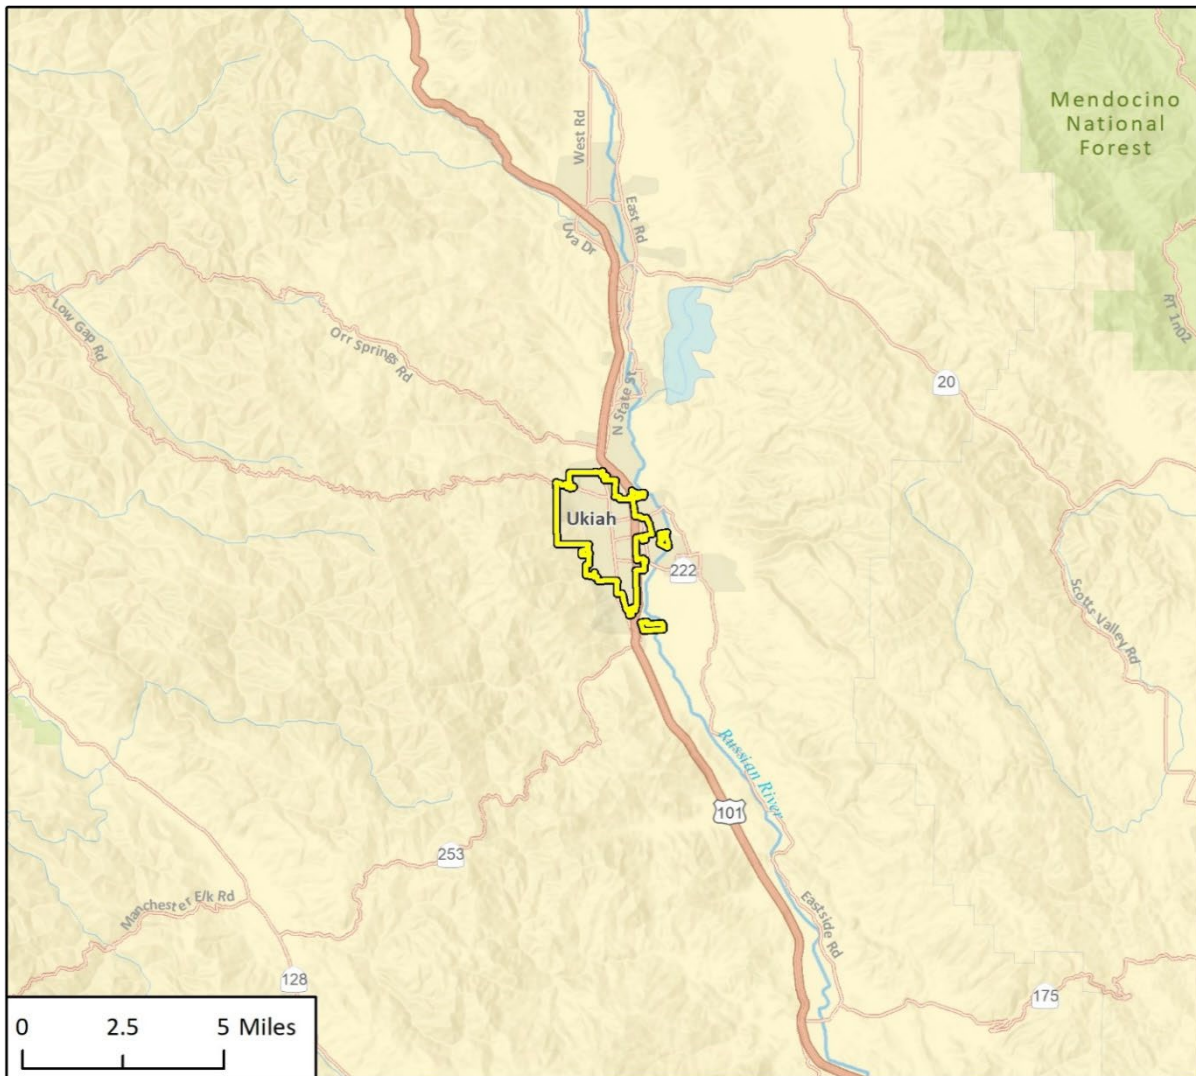 Mendocino
National
Forest
West Rd
East Rd
Uva Dr
RT 1n02
Low Gap Rd
Orr Springs Rd
20
N State St
Ukiah
222
Scotts Valley Rd
Russian River
101
253
Manchester Elk Rd
Eastside Rd
128
175
0 2.5 5 Miles